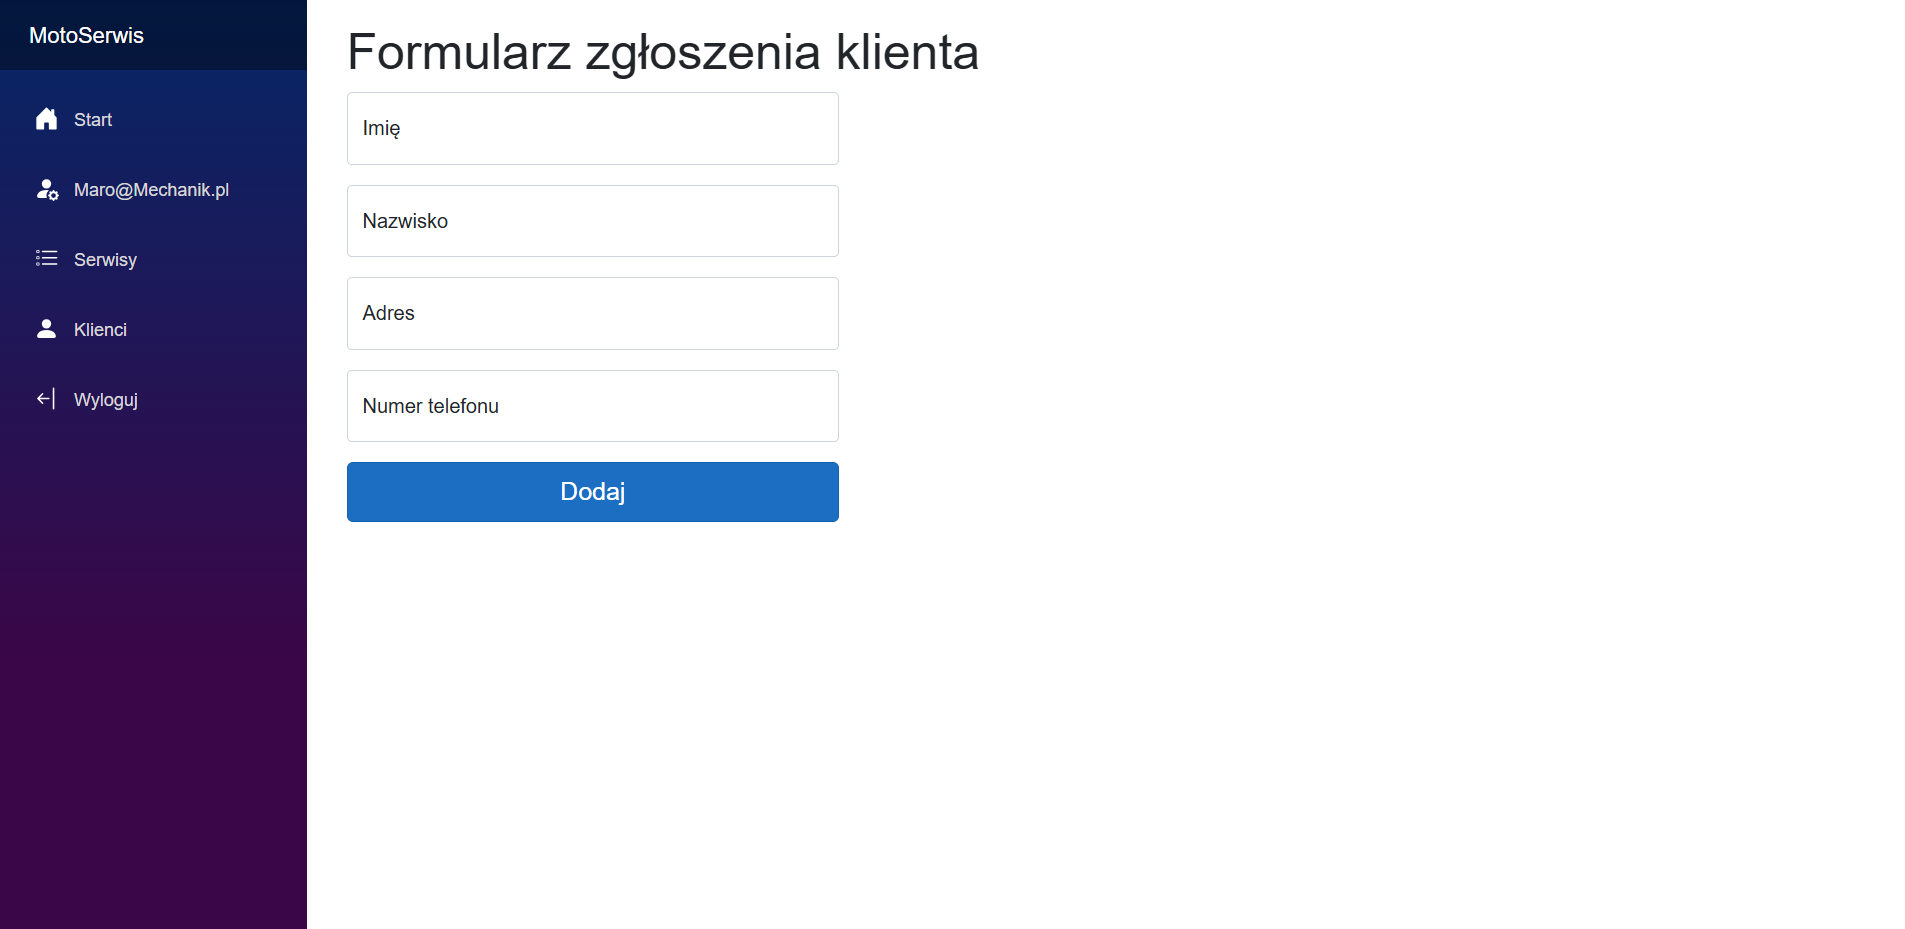 MotoSerwis
Start
Maro@Mechanik.pl
Serwisy
Klienci
Wyloguj
Formularz zgłoszenia klienta
Imię
Nazwisko
Adres
Numer telefonu
Dodaj